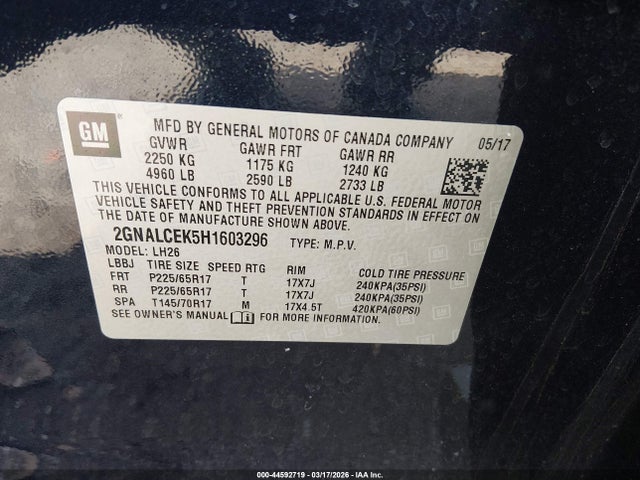 GM
MFD BY GENERAL MOTORS OF CANADA COMPANY 05/17
GVWR GAWR FRT GAWR RR
2250 KG 1175 KG 1240 KG
4960 LB 2590 LB 2733 LB
THIS VEHICLE CONFORMS TO ALL APPLICABLE U.S. FEDERAL MOTOR
VEHICLE SAFETY AND THEFT PREVENTION STANDARDS IN EFFECT ON
THE DATE OF MANUFACTURE SHOWN ABOVE.
2GNALCEK5H1603296 TYPE: M.P.V.
MODEL: LH26
LBBJ TIRE SIZE SPEED RTG RIM COLD TIRE PRESSURE
FRT P225/65R17 T 17X7J 240KPA(35PSI)
RR P225/65R17 T 17X7J 240KPA(35PSI)
SPA T145/70R17 M 17X4.5T 420KPA(60PSI)
SEE OWNER'S MANUAL FOR MORE INFORMATION.
000-44592719 | 03/17/2026 | IAA Inc.